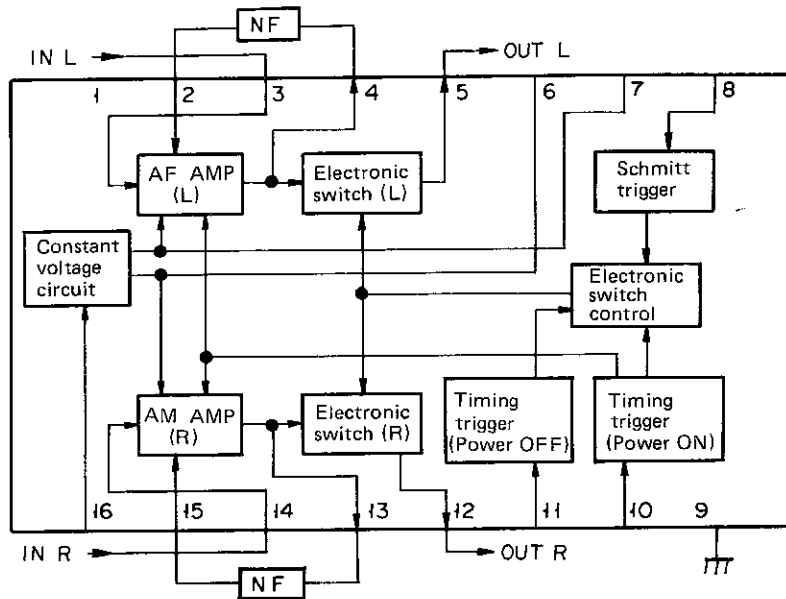 NF
IN L
OUT L
1 2 3 4 5 6 7 8
AF AMP
(L)
Electronic
switch (L)
Schmitt
trigger
Constant
voltage
circuit
Electronic
switch
control
AM AMP
(R)
Electronic
switch (R)
Timing
trigger
(Power OFF)
Timing
trigger
(Power ON)
16 15 14 13 12 11 10 9
IN R
OUT R
NF